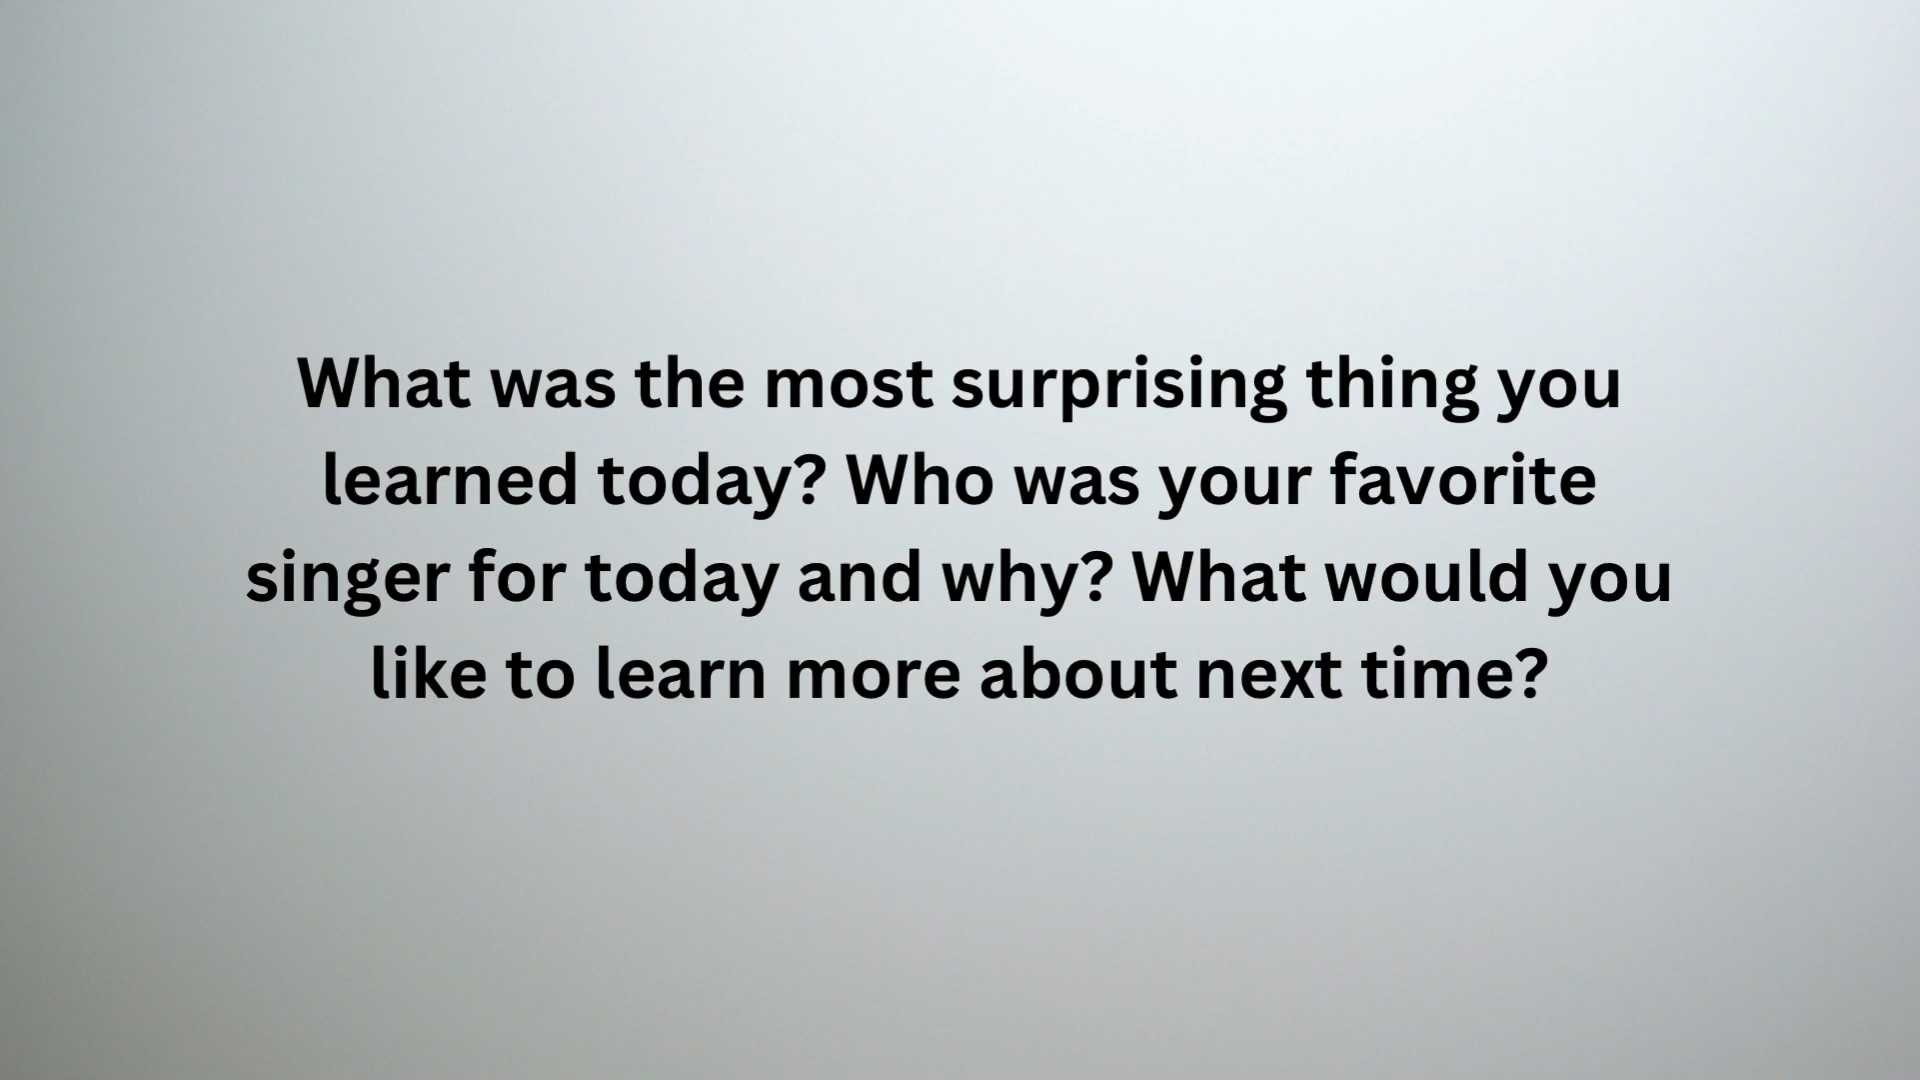 What was the most surprising thing you
learned today? Who was your favorite
singer for today and why? What would you
like to learn more about next time?